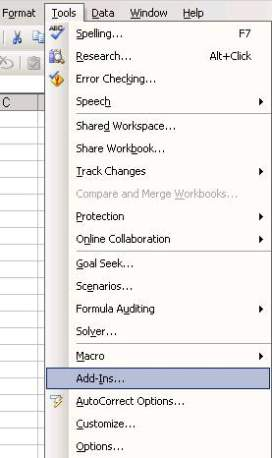 Format Tools Data Window Help
ABC Spelling... F7
Research... Alt+Click
Error Checking...
C Speech
Shared Workspace...
Share Workbook...
Track Changes
Compare and Merge Workbooks...
Protection
Online Collaboration
Goal Seek...
Scenarios...
Formula Auditing
Solver...
Macro
Add-Ins...
AutoCorrect Options...
Customize...
Options...